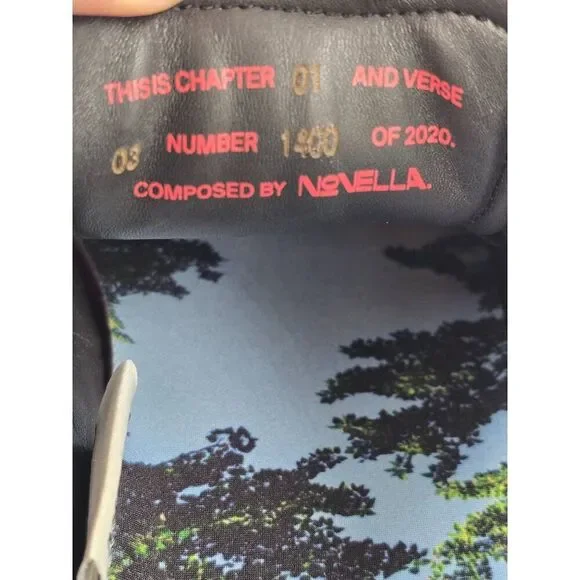 THIS IS CHAPTER 01 AND VERSE
03 NUMBER 1400 OF 2020.
COMPOSED BY NOVELLA.